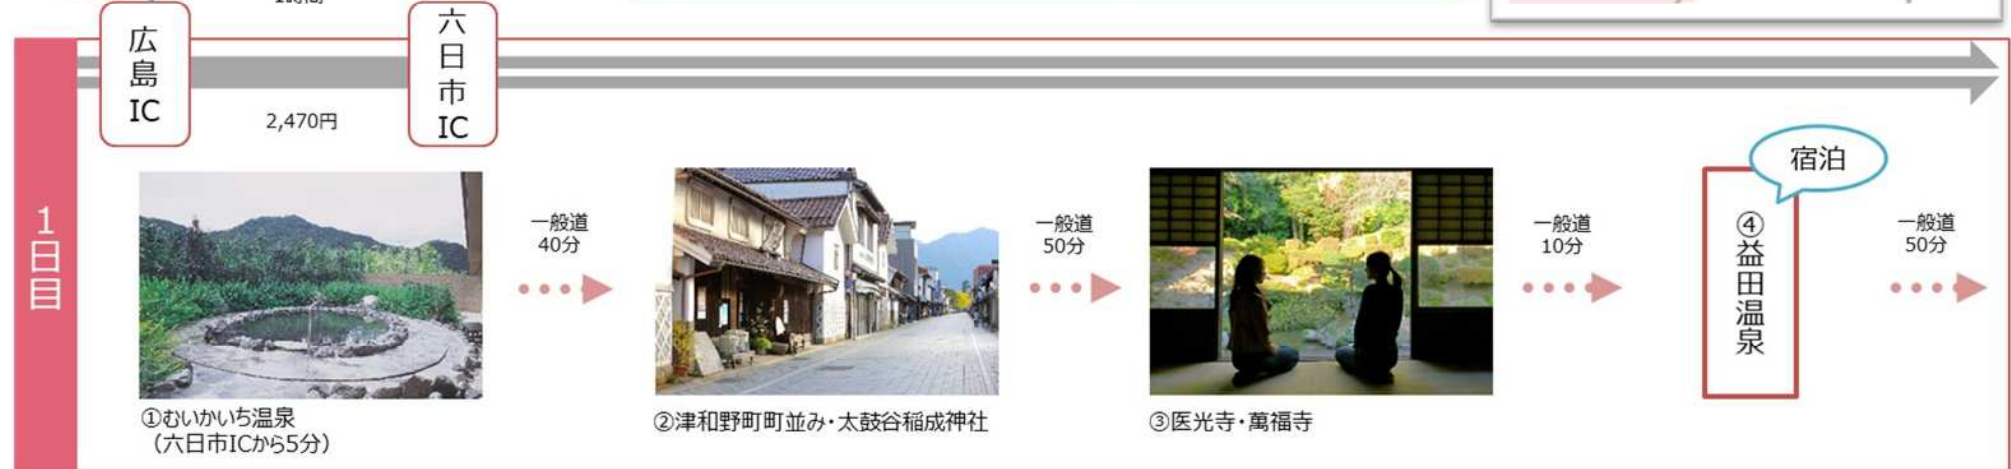 広島IC
2,470円
六日市IC
1日目
①むいかいち温泉
（六日市ICから5分）
一般道
40分
②津和野町町並み・太鼓谷稲成神社
一般道
50分
③医光寺・萬福寺
一般道
10分
宿泊
④益田温泉
一般道
50分